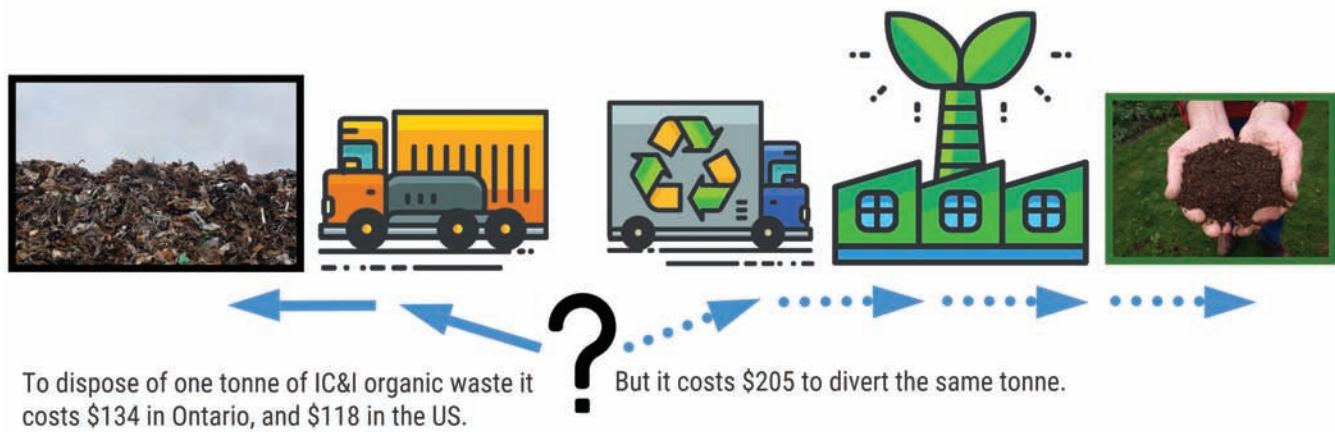 ?
To dispose of one tonne of IC&I organic waste it
costs $134 in Ontario, and $118 in the US.
But it costs $205 to divert the same tonne.